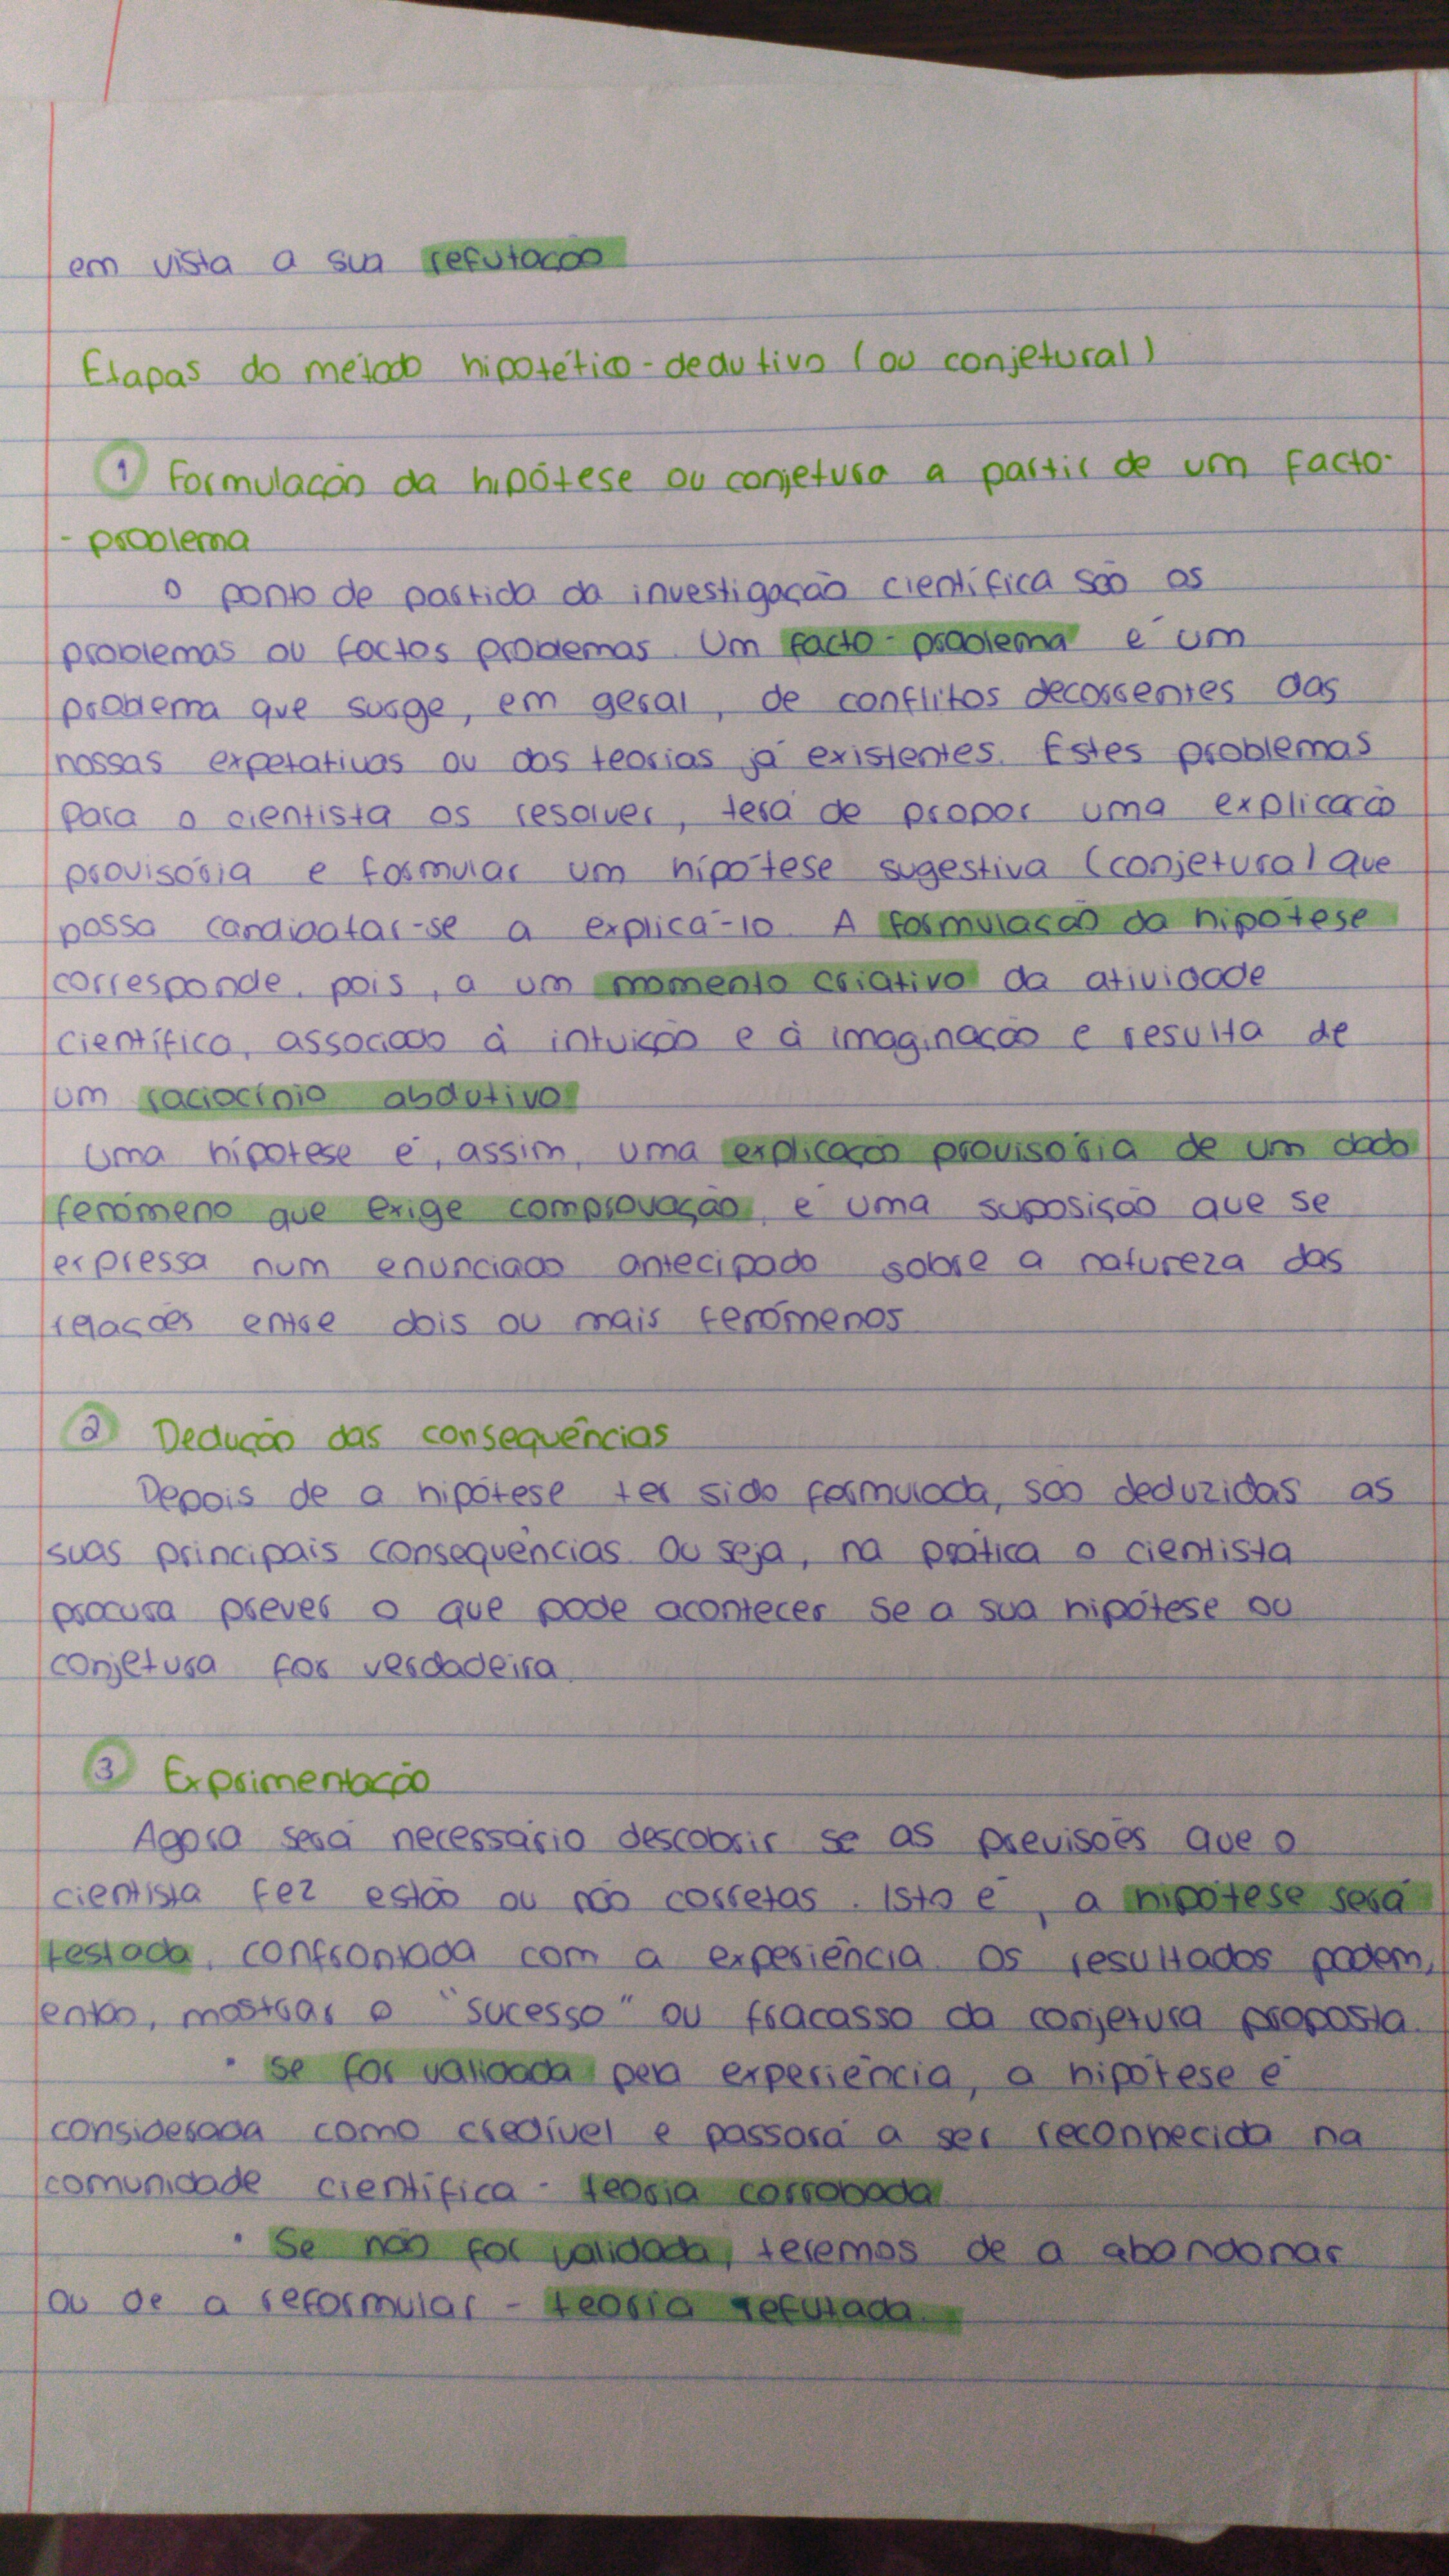 em vista a sua refutação
Etapas do método hipotético-dedutivo (ou conjetural)
1 Formulação da hipótese ou conjetura a partir de um facto-
- problema
O ponto de partida da investigação científica são os
problemas ou factos problemas. Um facto-problema é um
problema que surge, em geral, de conflitos decorrentes das
nossas expetativas ou das teorias já existentes. Estes problemas
para o cientista os resolver, terá de propor uma explicação
provisória e formular um hipótese sugestiva (conjetura) que
possa candidatar-se a explicá-lo. A formulação da hipótese
corresponde, pois, a um momento criativo da atividade
científica, associado à intuição e à imaginação e resulta de
um raciocínio abdutivo
Uma hipótese é, assim, uma explicação provisória de um dado
fenómeno que exige comprovação, é uma suposição que se
expressa num enunciado antecipado sobre a natureza das
relações entre dois ou mais fenómenos
2 Dedução das consequências
Depois de a hipótese ter sido formulada, são deduzidas as
suas principais consequências. Ou seja, na prática o cientista
procura prever o que pode acontecer se a sua hipótese ou
conjetura for verdadeira.
3 Exprimentação
Agora será necessário descobrir se as previsões que o
cientista fez estão ou não corretas. Isto é, a hipótese será
testada, confrontada com a experiência. Os resultados podem,
então, mostrar o "sucesso" ou fracasso da conjetura proposta.
• Se for validada pela experiência, a hipótese é
considerada como credível e passará a ser reconhecida na
comunidade científica - teoria corrobada
• Se não for validada, teremos de a abandonar
ou de a reformular - teoria refutada.